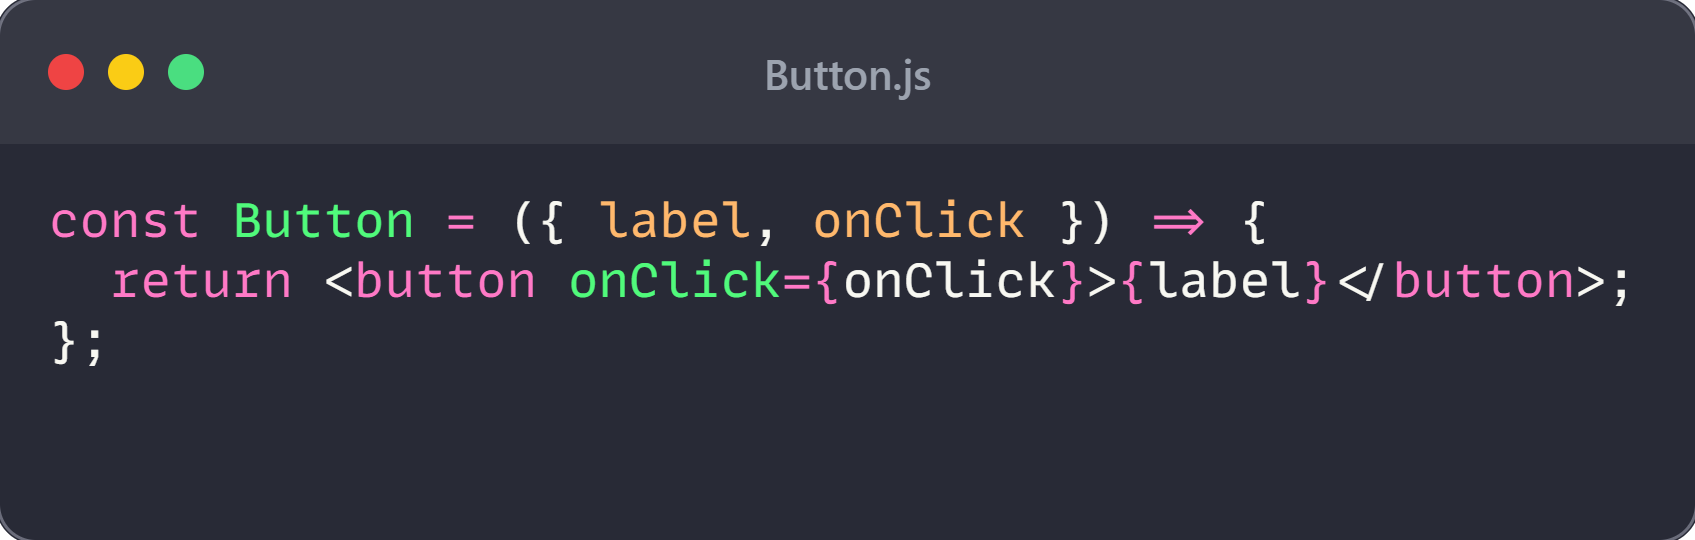 Button.js
const Button = ({ label, onClick }) => {
  return <button onClick={onClick}>{label}</button>;
};